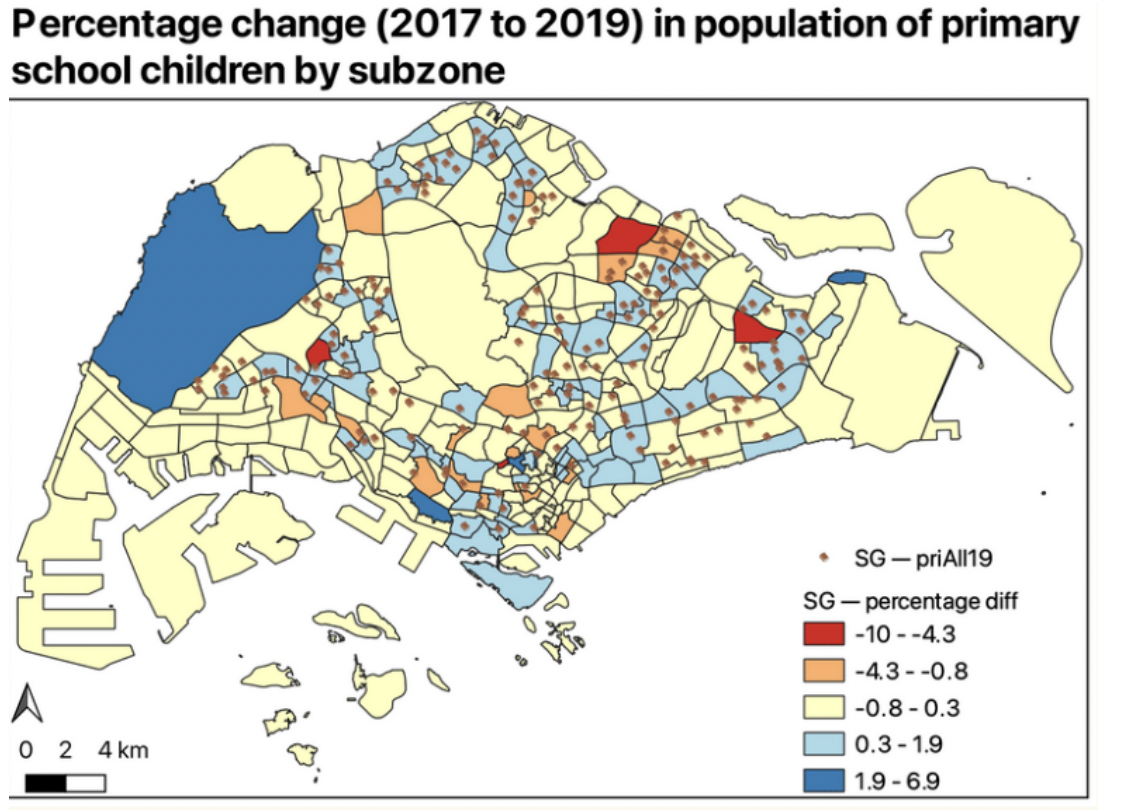 Percentage change (2017 to 2019) in population of primary
school children by subzone
SG — priAll19
SG — percentage diff
-10 - -4.3
-4.3 - -0.8
-0.8 - 0.3
0.3 - 1.9
1.9 - 6.9
0 2 4 km